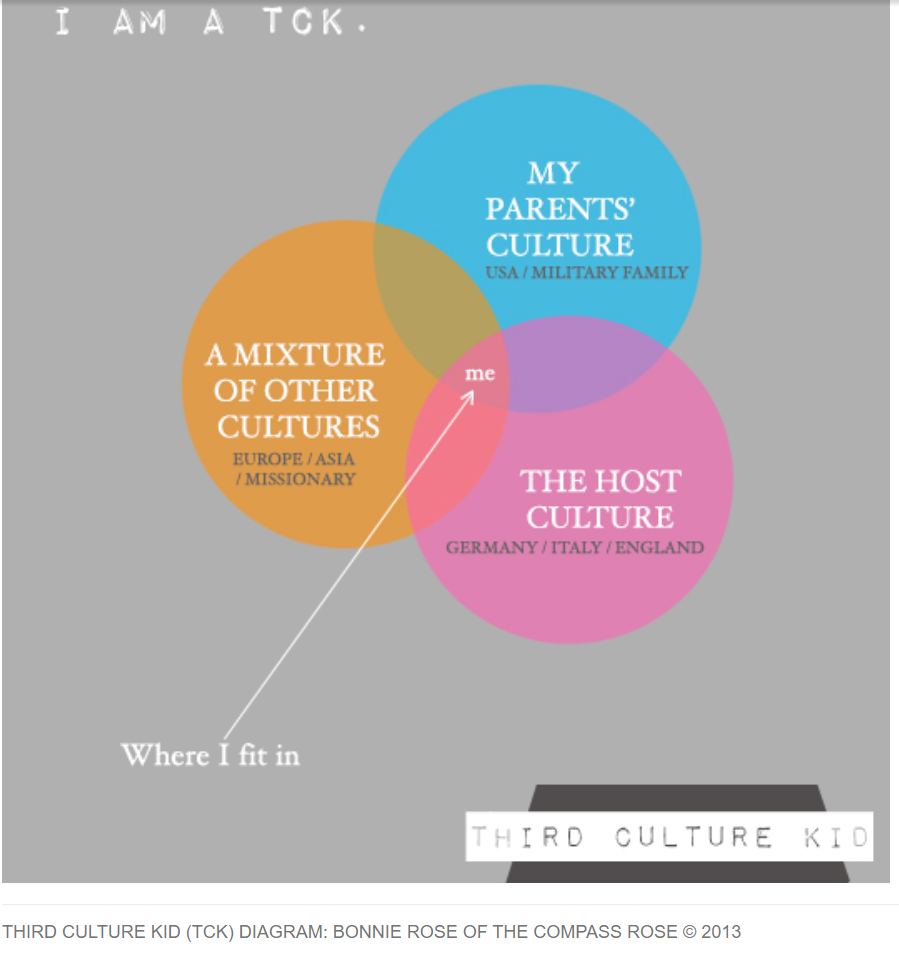 I AM A TCK.
MY
PARENTS'
CULTURE
USA / MILITARY FAMILY
A MIXTURE
OF OTHER
CULTURES
EUROPE / ASIA
/ MISSIONARY
me
THE HOST
CULTURE
GERMANY / ITALY / ENGLAND
Where I fit in
THIRD CULTURE KID
THIRD CULTURE KID (TCK) DIAGRAM: BONNIE ROSE OF THE COMPASS ROSE © 2013